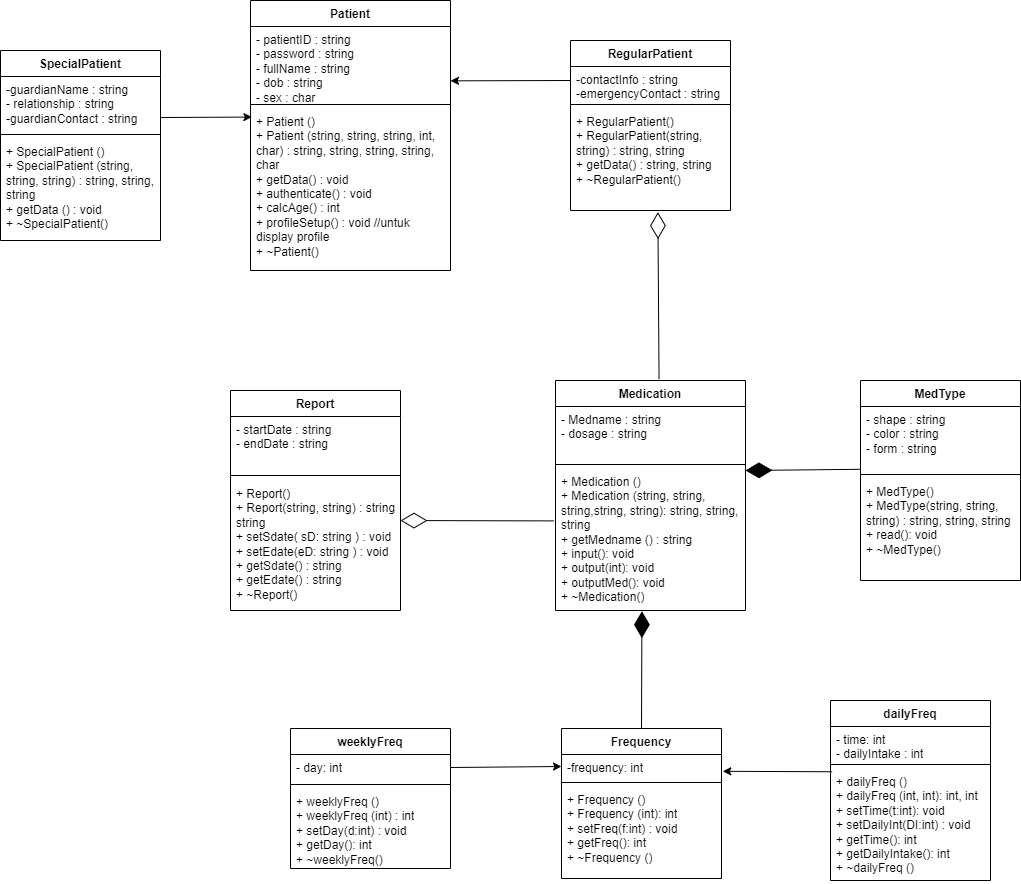 Patient
- patientID : string
- password : string
- fullName : string
- dob : string
- sex : char
+ Patient ()
+ Patient (string, string, string, int,
char) : string, string, string, string,
char
+ getData() : void
+ authenticate() : void
+ calcAge() : int
+ profileSetup() : void //untuk
display profile
+ ~Patient()
SpecialPatient
-guardianName : string
- relationship : string
-guardianContact : string
+ SpecialPatient ()
+ SpecialPatient (string,
string, string) : string, string,
string
+ getData () : void
+ ~SpecialPatient()
RegularPatient
-contactInfo : string
-emergencyContact : string
+ RegularPatient()
+ RegularPatient(string,
string) : string, string
+ getData() : string, string
+ ~RegularPatient()
Report
- startDate : string
- endDate : string
+ Report()
+ Report(string, string) : string
string
+ setSdate( sD: string ) : void
+ setEdate(eD: string ) : void
+ getSdate() : string
+ getEdate() : string
+ ~Report()
Medication
- Medname : string
- dosage : string
+ Medication ()
+ Medication (string, string,
string,string, string): string, string,
string
+ getMedname () : string
+ input(): void
+ output(int): void
+ outputMed(): void
+ ~Medication()
MedType
- shape : string
- color : string
- form : string
+ MedType()
+ MedType(string, string,
string) : string, string, string
+ read(): void
+ ~MedType()
weeklyFreq
- day: int
+ weeklyFreq ()
+ weeklyFreq (int) : int
+ setDay(d:int) : void
+ getDay(): int
+ ~weeklyFreq()
Frequency
-frequency: int
+ Frequency ()
+ Frequency (int): int
+ setFreq(f:int) : void
+ getFreq(): int
+ ~Frequency ()
dailyFreq
- time: int
- dailyIntake : int
+ dailyFreq ()
+ dailyFreq (int, int): int, int
+ setTime(t:int): void
+ setDailyInt(DI:int) : void
+ getTime(): int
+ getDailyIntake(): int
+ ~dailyFreq ()